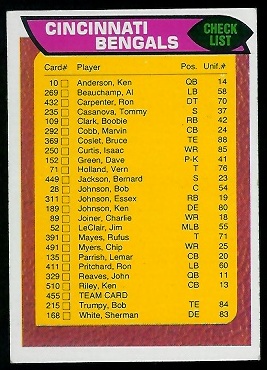 CINCINNATI
BENGALS
CHECK
LIST
Card# Player Pos. Unif.#
10 Anderson, Ken QB 14
269 Beauchamp, Al LB 58
432 Carpenter, Ron DT 70
235 Casanova, Tommy S 37
109 Clark, Boobie RB 42
292 Cobb, Marvin CB 24
369 Coslet, Bruce TE 88
250 Curtis, Isaac WR 85
152 Green, Dave P-K 41
71 Holland, Vern T 76
449 Jackson, Bernard S 23
28 Johnson, Bob C 54
311 Johnson, Essex RB 19
189 Johnson, Ken DE 80
89 Joiner, Charlie WR 18
52 LeClair, Jim MLB 55
391 Mayes, Rufus T 71
491 Myers, Chip WR 25
135 Parrish, Lemar CB 20
411 Pritchard, Ron LB 60
329 Reaves, John QB 11
510 Riley, Ken CB 13
455 TEAM CARD
215 Trumpy, Bob TE 84
168 White, Sherman DE 83